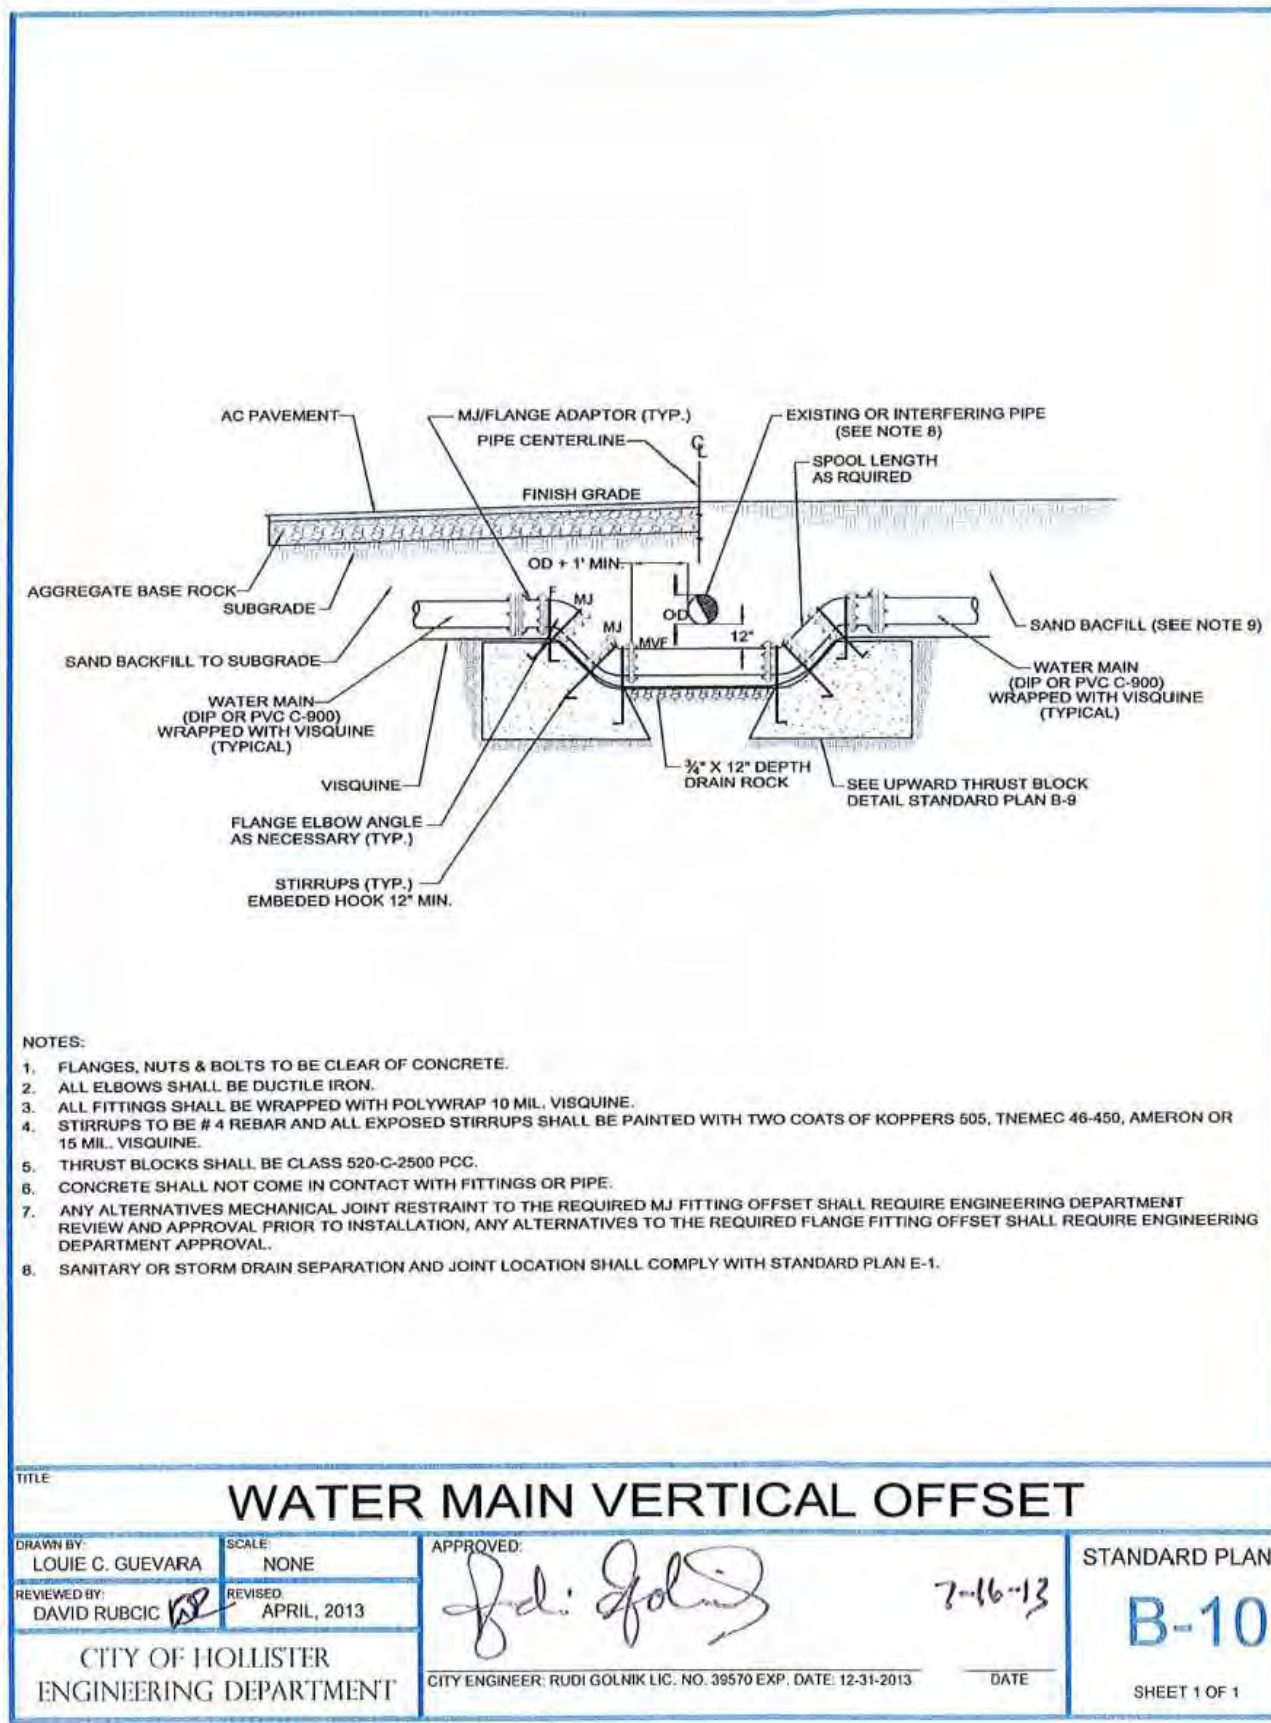 AC PAVEMENT
MJ/FLANGE ADAPTOR (TYP.)
PIPE CENTERLINE
EXISTING OR INTERFERING PIPE
(SEE NOTE 8)
SPOOL LENGTH
AS RQUIRED
FINISH GRADE
OD + 1' MIN.
AGGREGATE BASE ROCK
SUBGRADE
F
MJ
MJ
MVF
OD
12"
SAND BACKFILL TO SUBGRADE
SAND BACFILL (SEE NOTE 9)
WATER MAIN
(DIP OR PVC C-900)
WRAPPED WITH VISQUINE
(TYPICAL)
WATER MAIN
(DIP OR PVC C-900)
WRAPPED WITH VISQUINE
(TYPICAL)
VISQUINE
¾" X 12" DEPTH
DRAIN ROCK
SEE UPWARD THRUST BLOCK
DETAIL STANDARD PLAN B-9
FLANGE ELBOW ANGLE
AS NECESSARY (TYP.)
STIRRUPS (TYP.)
EMBEDED HOOK 12" MIN.
NOTES:
1. FLANGES, NUTS & BOLTS TO BE CLEAR OF CONCRETE.
2. ALL ELBOWS SHALL BE DUCTILE IRON.
3. ALL FITTINGS SHALL BE WRAPPED WITH POLYWRAP 10 MIL. VISQUINE.
4. STIRRUPS TO BE # 4 REBAR AND ALL EXPOSED STIRRUPS SHALL BE PAINTED WITH TWO COATS OF KOPPERS 505, TNEMEC 46-450, AMERON OR
15 MIL. VISQUINE.
5. THRUST BLOCKS SHALL BE CLASS 520-C-2500 PCC.
6. CONCRETE SHALL NOT COME IN CONTACT WITH FITTINGS OR PIPE.
7. ANY ALTERNATIVES MECHANICAL JOINT RESTRAINT TO THE REQUIRED MJ FITTING OFFSET SHALL REQUIRE ENGINEERING DEPARTMENT
REVIEW AND APPROVAL PRIOR TO INSTALLATION, ANY ALTERNATIVES TO THE REQUIRED FLANGE FITTING OFFSET SHALL REQUIRE ENGINEERING
DEPARTMENT APPROVAL.
8. SANITARY OR STORM DRAIN SEPARATION AND JOINT LOCATION SHALL COMPLY WITH STANDARD PLAN E-1.
TITLE
WATER MAIN VERTICAL OFFSET
DRAWN BY:
LOUIE C. GUEVARA
SCALE:
NONE
REVIEWED BY:
DAVID RUBCIC
REVISED
APRIL, 2013
CITY OF HOLLISTER
ENGINEERING DEPARTMENT
APPROVED:
7-16-13
CITY ENGINEER: RUDI GOLNIK LIC. NO. 39570 EXP. DATE: 12-31-2013
DATE
STANDARD PLAN
B-10
SHEET 1 OF 1